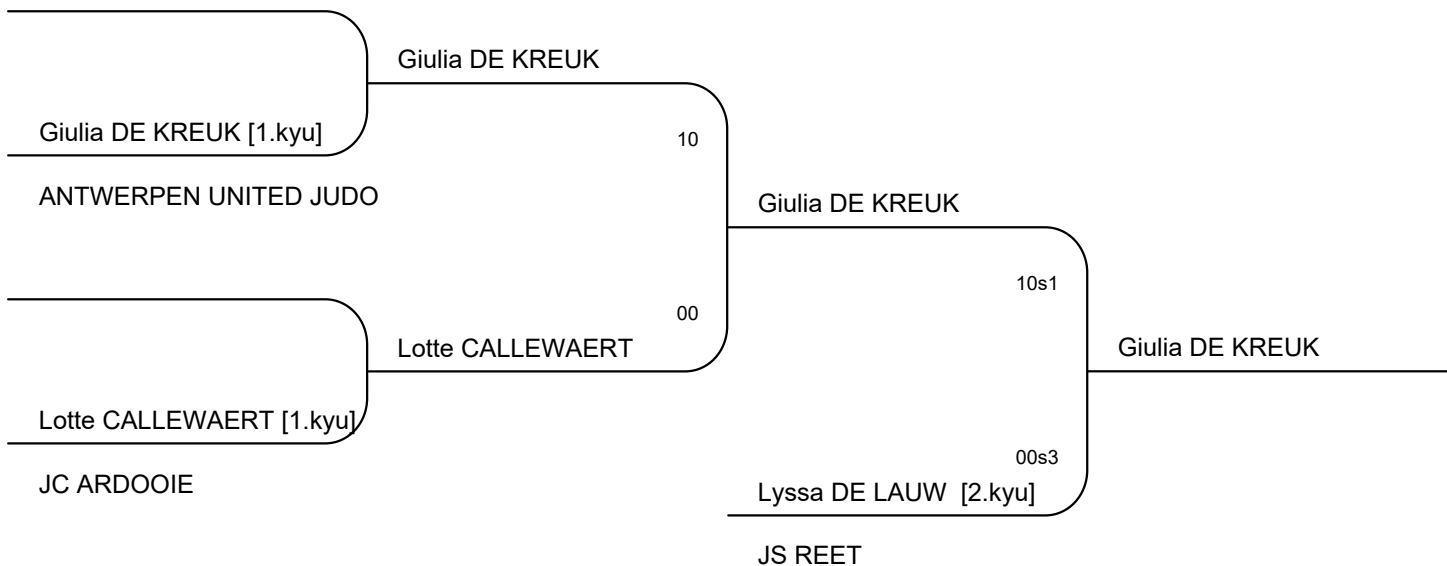 Giulia DE KREUK
Giulia DE KREUK [1.kyu]
10
ANTWERPEN UNITED JUDO
Giulia DE KREUK
10s1
00
Lotte CALLEWAERT
Giulia DE KREUK
Lotte CALLEWAERT [1.kyu]
00s3
JC ARDOOIE
Lyssa DE LAUW [2.kyu]
JS REET